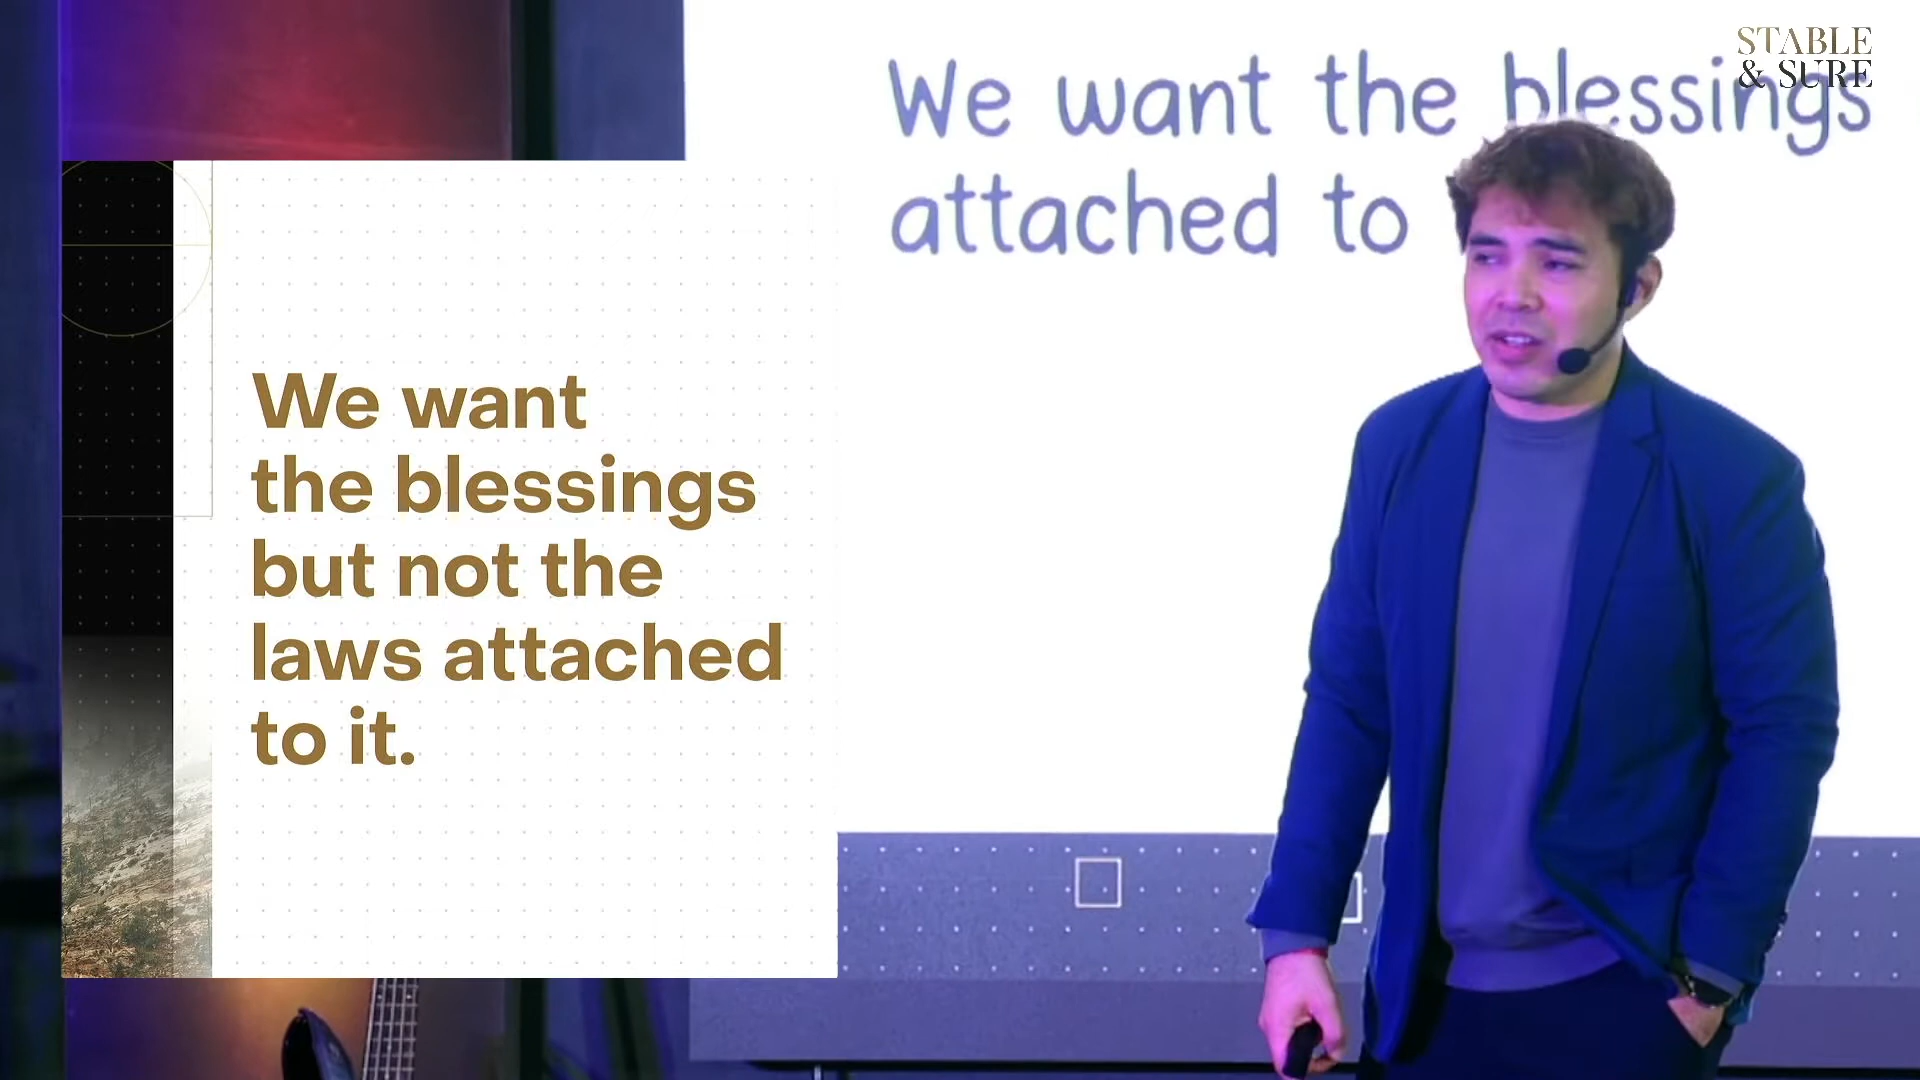 STABLE
& SURE
We want the blessings
attached to
We want
the blessings
but not the
laws attached
to it.